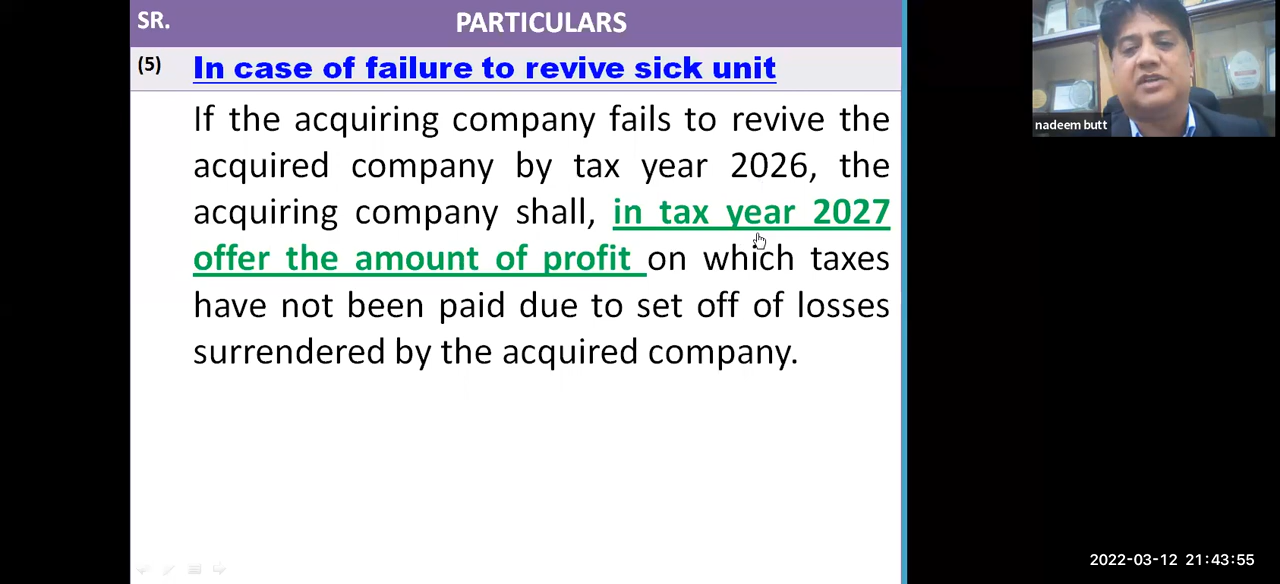 SR. PARTICULARS
(5) In case of failure to revive sick unit
If the acquiring company fails to revive the
acquired company by tax year 2026, the
acquiring company shall, in tax year 2027
offer the amount of profit on which taxes
have not been paid due to set off of losses
surrendered by the acquired company.
nadeem butt
2022-03-12 21:43:55